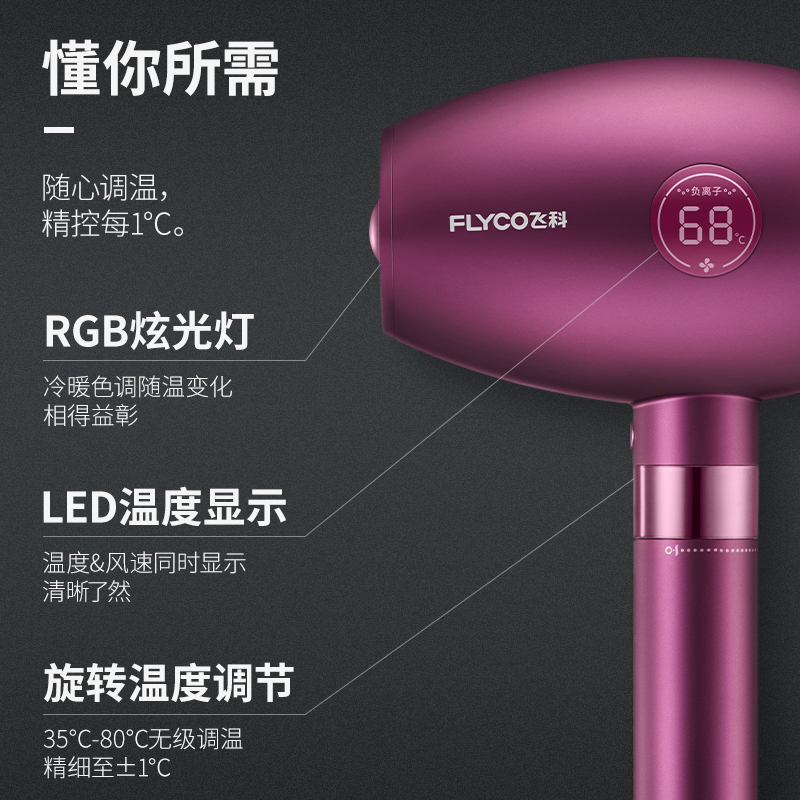 懂你所需
随心调温，
精控每1°C。
负离子
68
°C
FLYCO飞科
RGB炫光灯
冷暖色调随温变化
相得益彰
LED温度显示
温度&风速同时显示
清晰了然
旋转温度调节
35°C-80°C无级调温
精细至±1°C